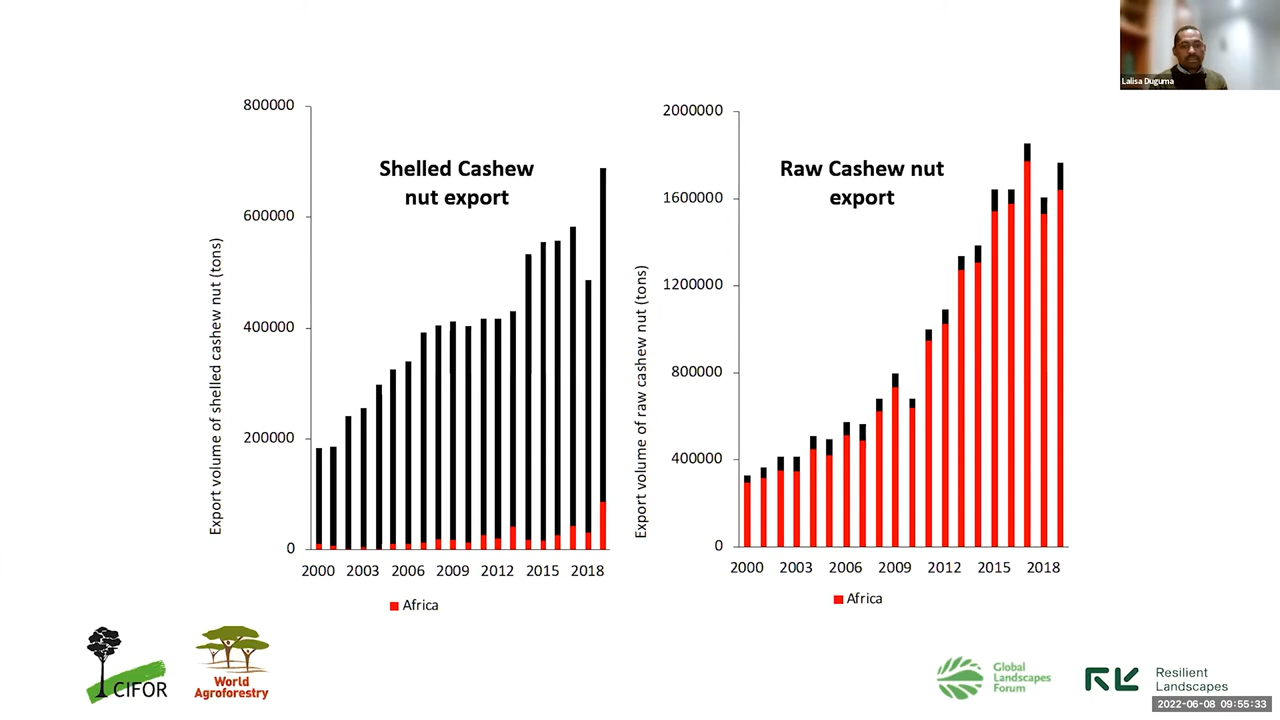 Lalisa Duguma
Shelled Cashew
nut export
Export volume of shelled cashew nut (tons)
800000
600000
400000
200000
0
2000 2003 2006 2009 2012 2015 2018
Africa
Raw Cashew nut
export
Export volume of raw cashew nut (tons)
2000000
1600000
1200000
800000
400000
0
2000 2003 2006 2009 2012 2015 2018
Africa
CIFOR
World
Agroforestry
Global
Landscapes
Forum
Resilient
Landscapes
2022-06-08 09:55:33